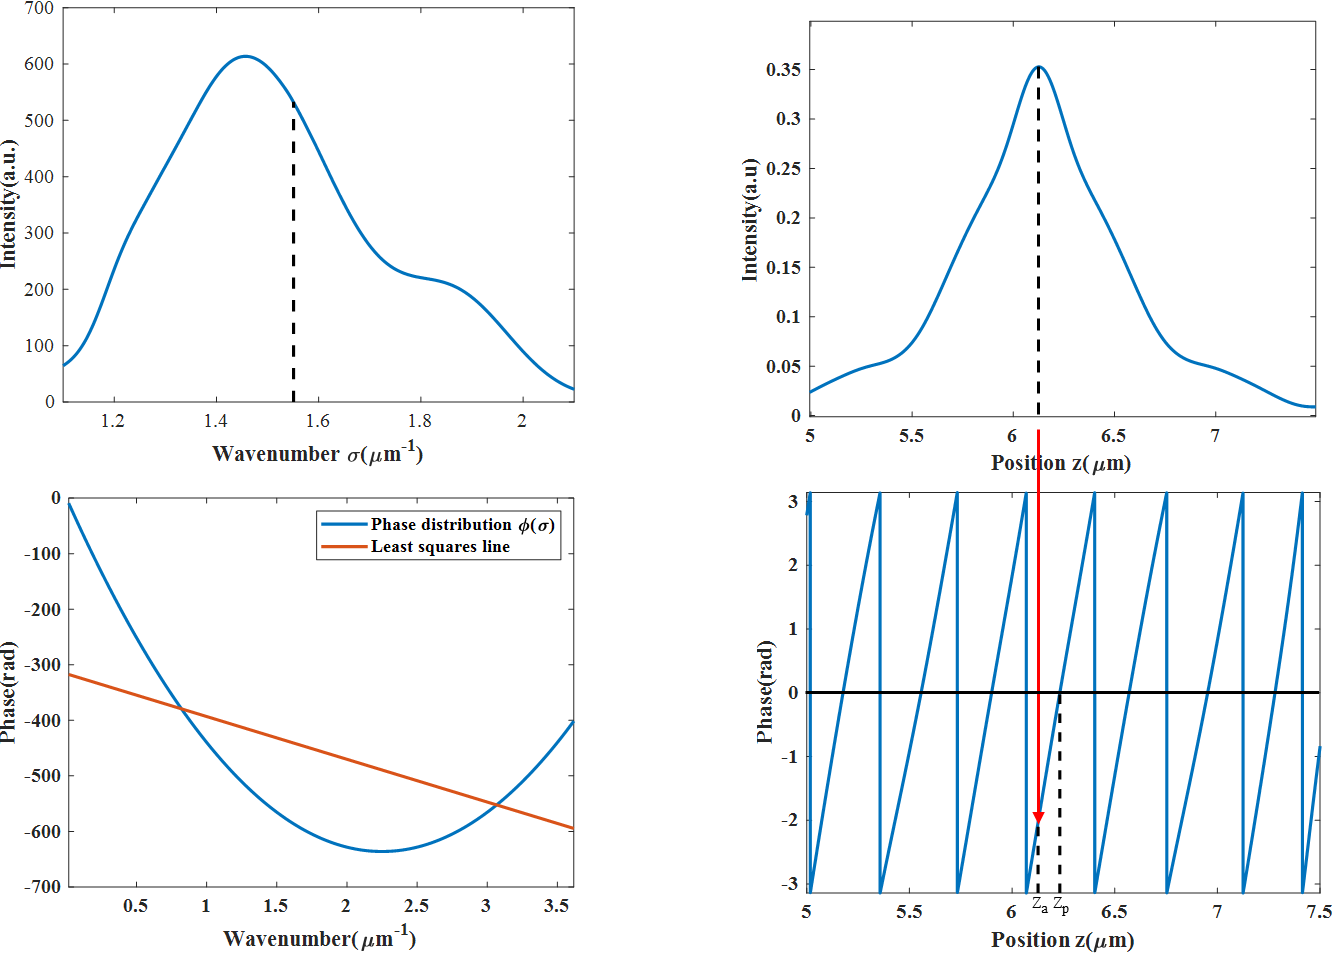 700
600
500
400
300
200
100
0
Intensity(a.u.)
1.2 1.4 1.6 1.8 2
Wavenumber σ(μm-1)
0.35
0.3
0.25
0.2
0.15
0.1
0.05
0
Intensity(a.u)
5 5.5 6 6.5 7
Position z(μm)
0
-100
-200
-300
-400
-500
-600
-700
Phase(rad)
Phase distribution ϕ(σ)
Least squares line
0.5 1 1.5 2 2.5 3 3.5
Wavenumber(μm-1)
3
2
1
0
-1
-2
-3
Phase(rad)
Za Zp
5 5.5 6 6.5 7 7.5
Position z(μm)